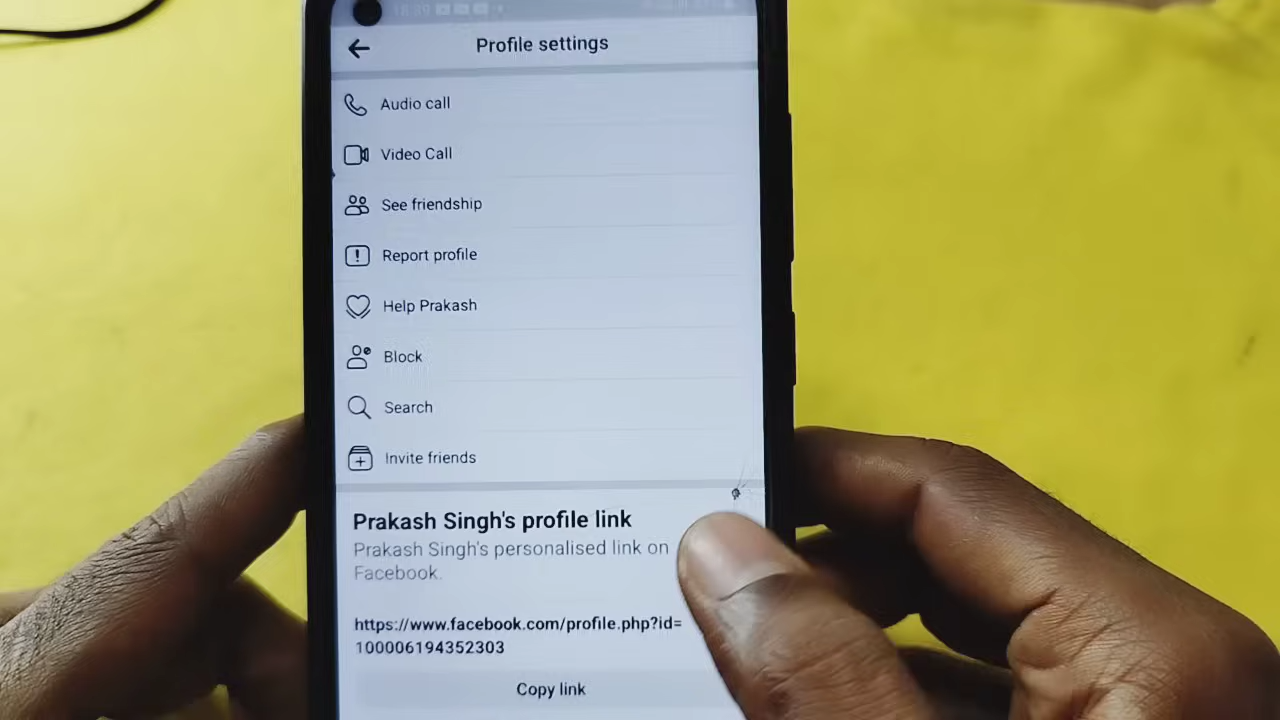 Profile settings
Audio call
Video Call
See friendship
Report profile
Help Prakash
Block
Search
Invite friends
Prakash Singh's profile link
Prakash Singh's personalised link on
Facebook.
https://www.facebook.com/profile.php?id=
100006194352303
Copy link